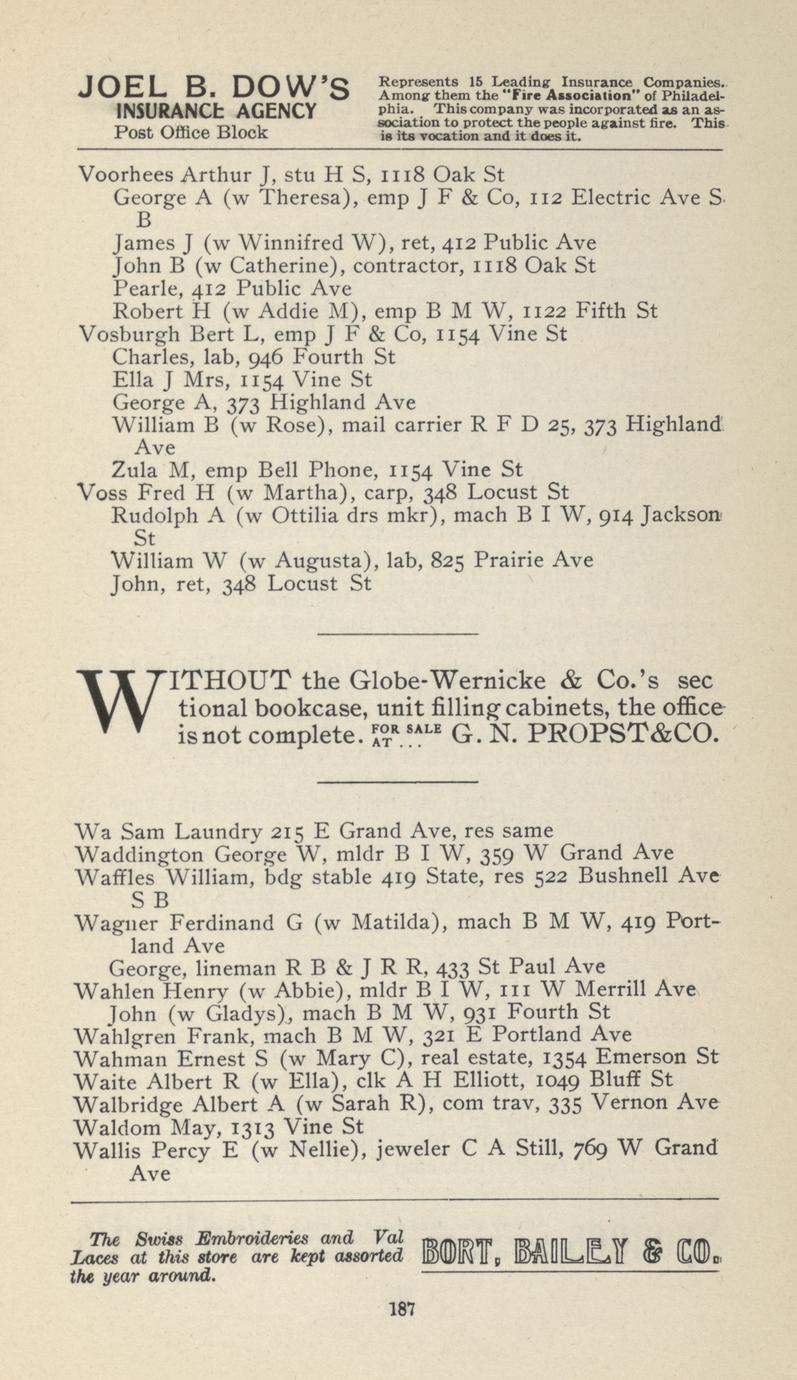 JOEL B. DOW'S
INSURANCE AGENCY
Post Office Block
Represents 15 Leading Insurance Companies.
Among them the "Fire Association" of Philadel-
phia. This company was incorporated as an as-
sociation to protect the people against fire. This
is its vocation and it does it.
Voorhees Arthur J, stu H S, 1118 Oak St
George A (w Theresa), emp J F & Co, 112 Electric Ave S
B
James J (w Winnifred W), ret, 412 Public Ave
John B (w Catherine), contractor, 1118 Oak St
Pearle, 412 Public Ave
Robert H (w Addie M), emp B M W, 1122 Fifth St
Vosburgh Bert L, emp J F & Co, 1154 Vine St
Charles, lab, 946 Fourth St
Ella J Mrs, 1154 Vine St
George A, 373 Highland Ave
William B (w Rose), mail carrier R F D 25, 373 Highland
Ave
Zula M, emp Bell Phone, 1154 Vine St
Voss Fred H (w Martha), carp, 348 Locust St
Rudolph A (w Ottilia drs mkr), mach B I W, 914 Jackson
St
William W (w Augusta), lab, 825 Prairie Ave
John, ret, 348 Locust St
WITHOUT the Globe-Wernicke & Co.'s sec
tional bookcase, unit filling cabinets, the office
is not complete. FOR SALE AT ... G. N. PROPST & CO.
Wa Sam Laundry 215 E Grand Ave, res same
Waddington George W, mldr B I W, 359 W Grand Ave
Waffles William, bdg stable 419 State, res 522 Bushnell Ave
S B
Wagner Ferdinand G (w Matilda), mach B M W, 419 Port-
land Ave
George, lineman R B & J R R, 433 St Paul Ave
Wahlen Henry (w Abbie), mldr B I W, 111 W Merrill Ave
John (w Gladys), mach B M W, 931 Fourth St
Wahlgren Frank, mach B M W, 321 E Portland Ave
Wahman Ernest S (w Mary C), real estate, 1354 Emerson St
Waite Albert R (w Ella), clk A H Elliott, 1049 Bluff St
Walbridge Albert A (w Sarah R), com trav, 335 Vernon Ave
Waldom May, 1313 Vine St
Wallis Percy E (w Nellie), jeweler C A Still, 769 W Grand
Ave
The Swiss Embroideries and Val
Laces at this store are kept assorted
the year around.
BORT, BAILEY & CO.
187